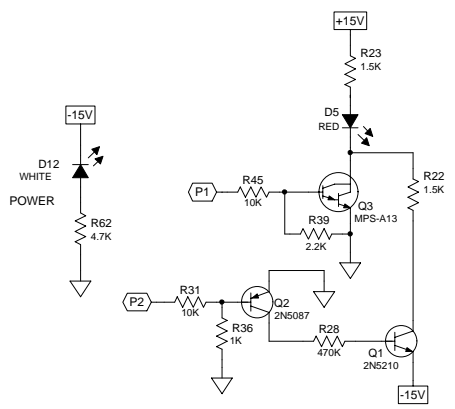 +15V
R23
1.5K
-15V
D5
RED
D12
WHITE
POWER
R45
P1
10K
R22
1.5K
Q3
MPS-A13
R39
2.2K
R62
4.7K
R31
P2
10K
Q2
2N5087
R36
1K
R28
470K
Q1
2N5210
-15V